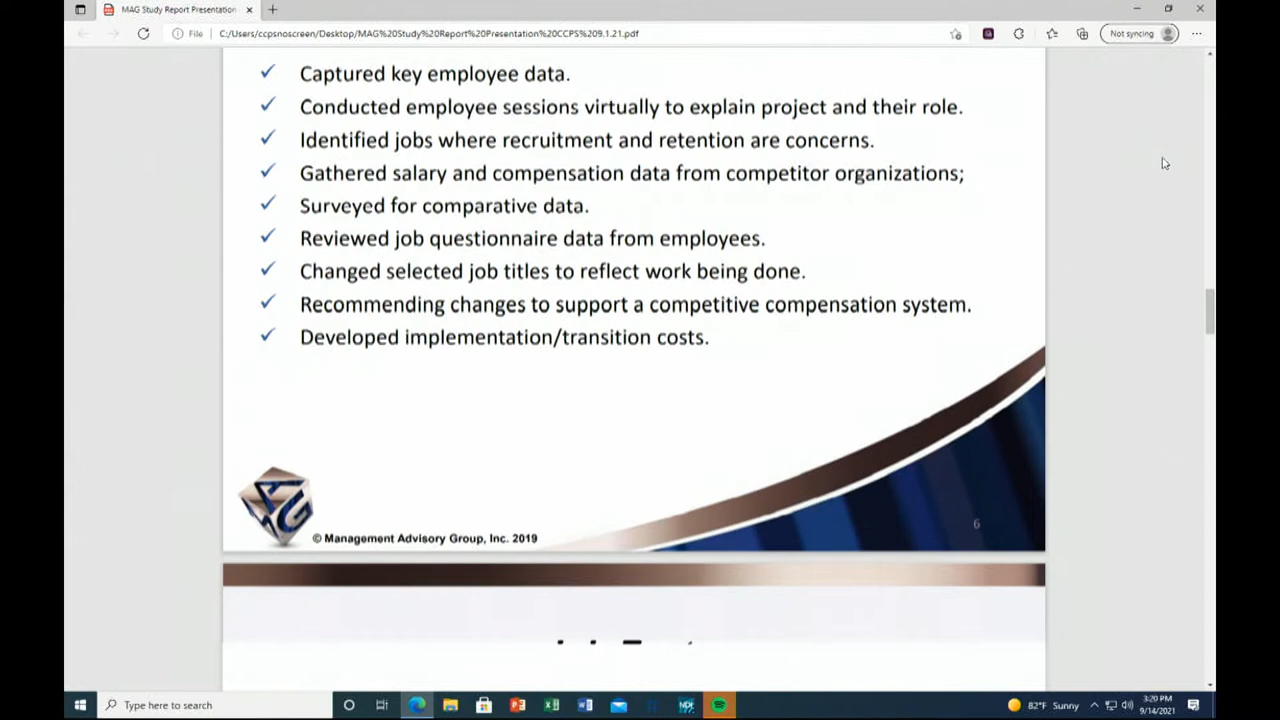 MAG Study Report Presentation
File
C:/Users/ccpsnoscreen/Desktop/MAG%20Study%20Report%20Presentation%20CCPS%209.1.21.pdf
Not syncing
Captured key employee data.
Conducted employee sessions virtually to explain project and their role.
Identified jobs where recruitment and retention are concerns.
Gathered salary and compensation data from competitor organizations;
Surveyed for comparative data.
Reviewed job questionnaire data from employees.
Changed selected job titles to reflect work being done.
Recommending changes to support a competitive compensation system.
Developed implementation/transition costs.
MAG
6
© Management Advisory Group, Inc. 2019
Type here to search
82°F Sunny
3:20 PM
9/14/2021